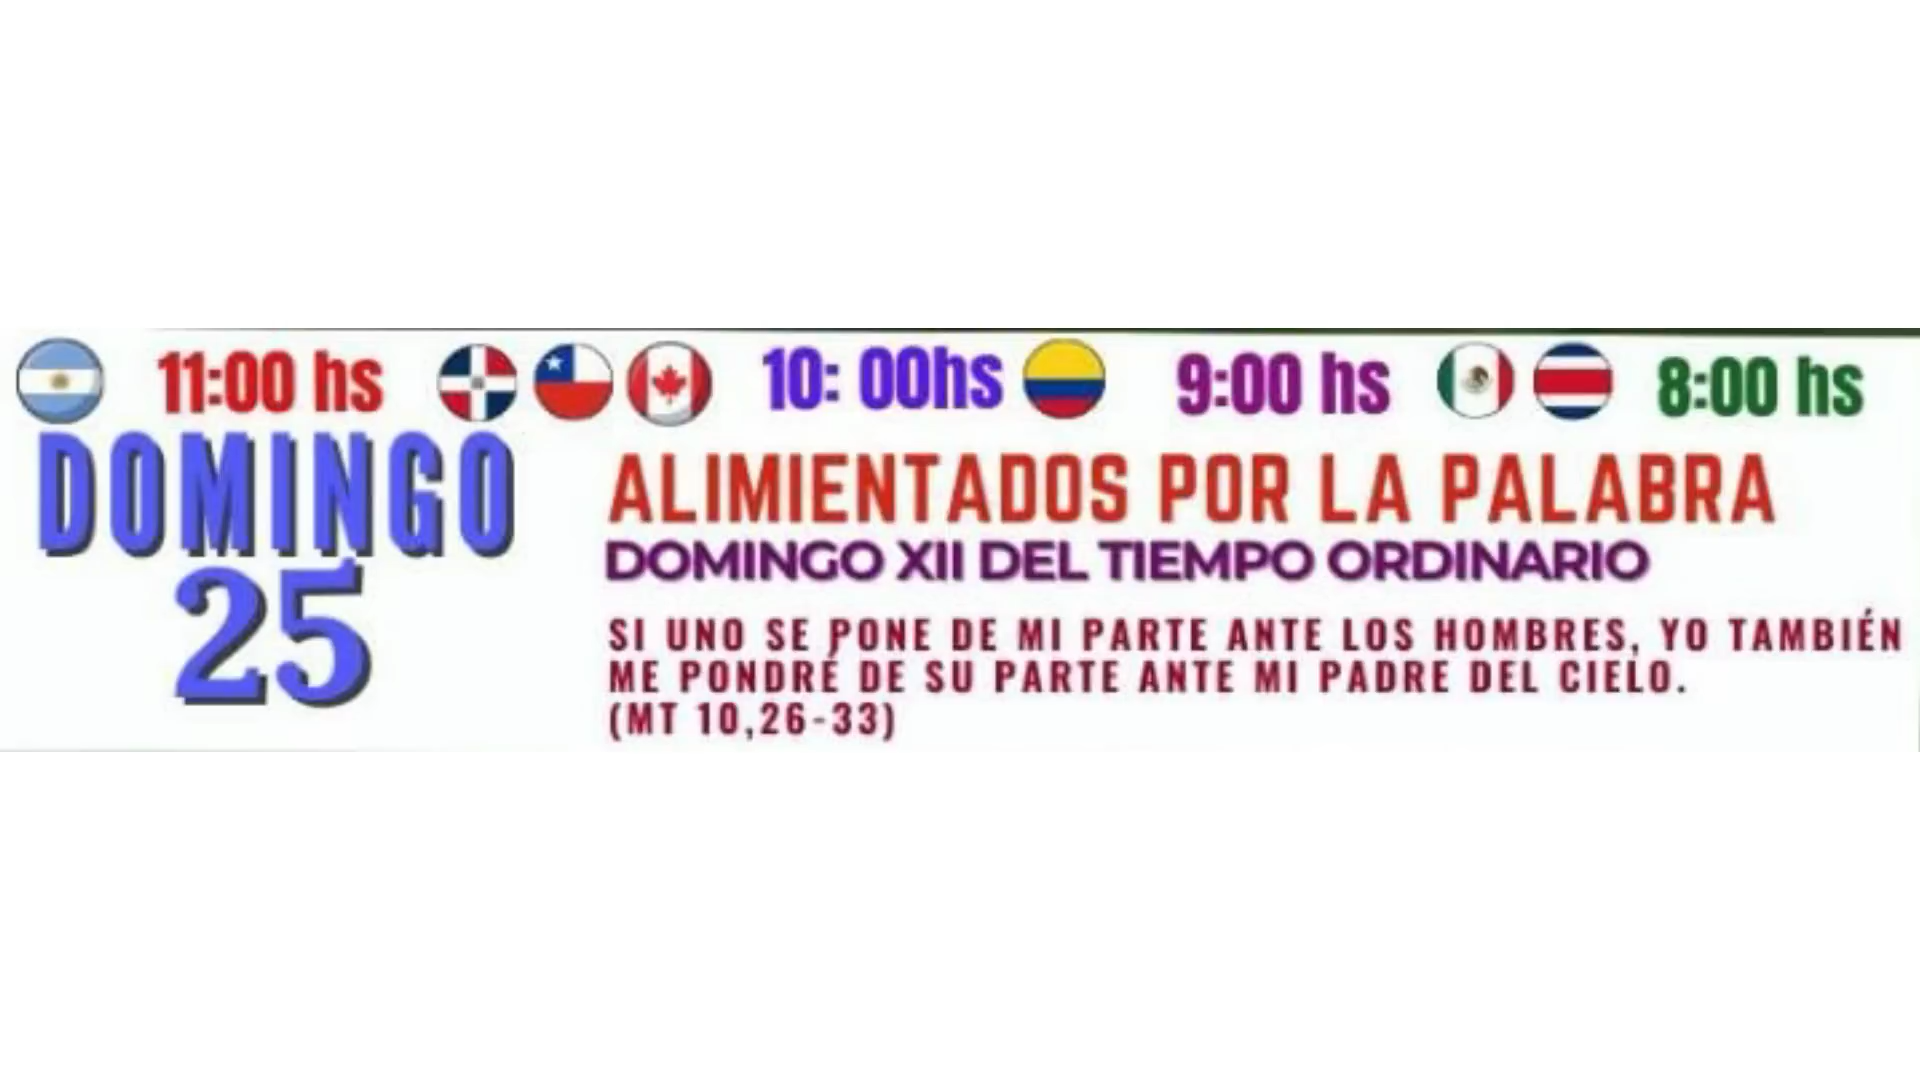 11:00 hs 10: 00hs 9:00 hs 8:00 hs
DOMINGO
25
ALIMIENTADOS POR LA PALABRA
DOMINGO XII DEL TIEMPO ORDINARIO
SI UNO SE PONE DE MI PARTE ANTE LOS HOMBRES, YO TAMBIÉN
ME PONDRÉ DE SU PARTE ANTE MI PADRE DEL CIELO.
(MT 10,26-33)